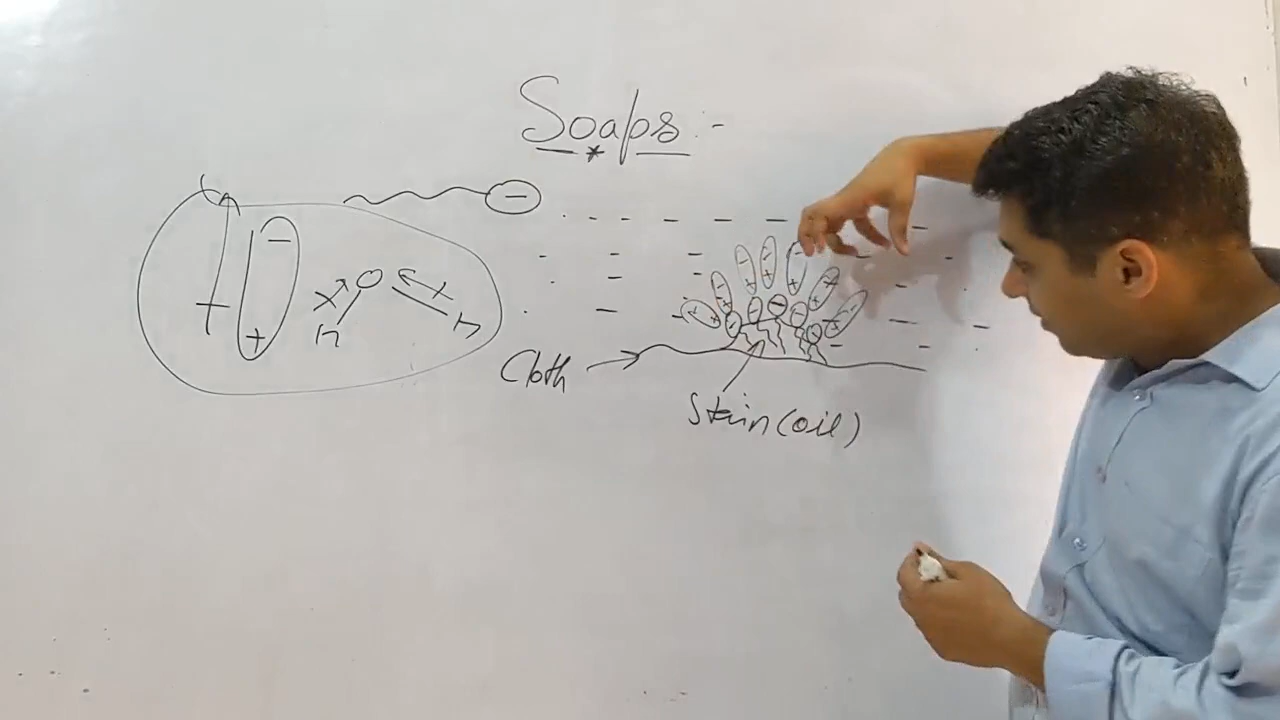 Soaps :-
Cloth
Stain (oil)
H
H